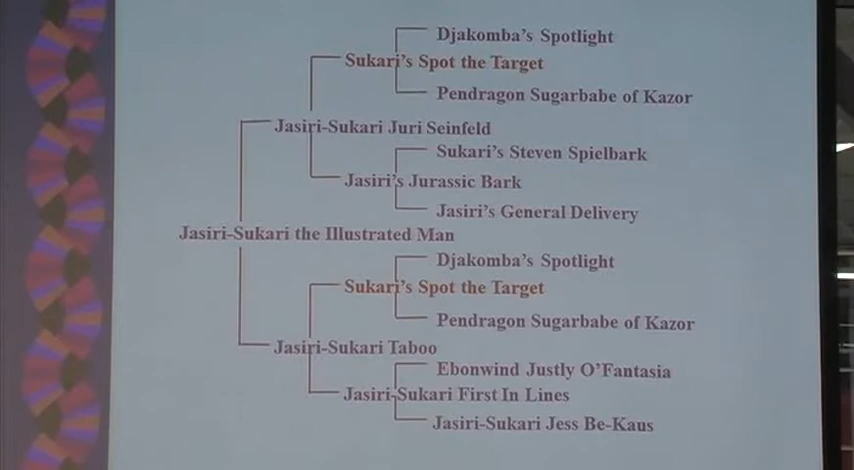 Djakomba's Spotlight
Sukari's Spot the Target
Pendragon Sugarbabe of Kazor
Jasiri-Sukari Juri Seinfeld
Sukari's Steven Spielbark
Jasiri's Jurassic Bark
Jasiri's General Delivery
Jasiri-Sukari the Illustrated Man
Djakomba's Spotlight
Sukari's Spot the Target
Pendragon Sugarbabe of Kazor
Jasiri-Sukari Taboo
Ebonwind Justly O'Fantasia
Jasiri-Sukari First In Lines
Jasiri-Sukari Jess Be-Kaus